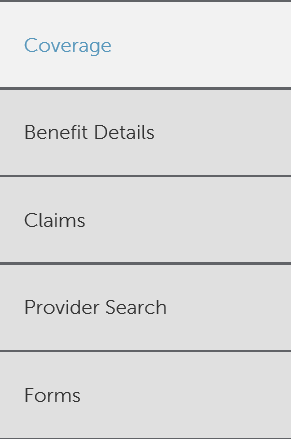 Coverage
Benefit Details
Claims
Provider Search
Forms